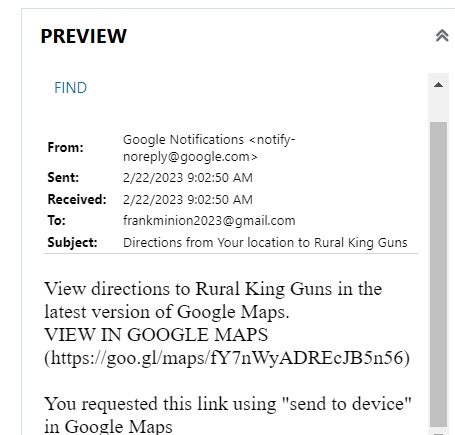 PREVIEW
FIND
From: Google Notifications <notify-
noreply@google.com>
Sent: 2/22/2023 9:02:50 AM
Received: 2/22/2023 9:02:50 AM
To: frankminion2023@gmail.com
Subject: Directions from Your location to Rural King Guns
View directions to Rural King Guns in the
latest version of Google Maps.
VIEW IN GOOGLE MAPS
(https://goo.gl/maps/fY7nWyADREcJB5n56)
You requested this link using "send to device"
in Google Maps